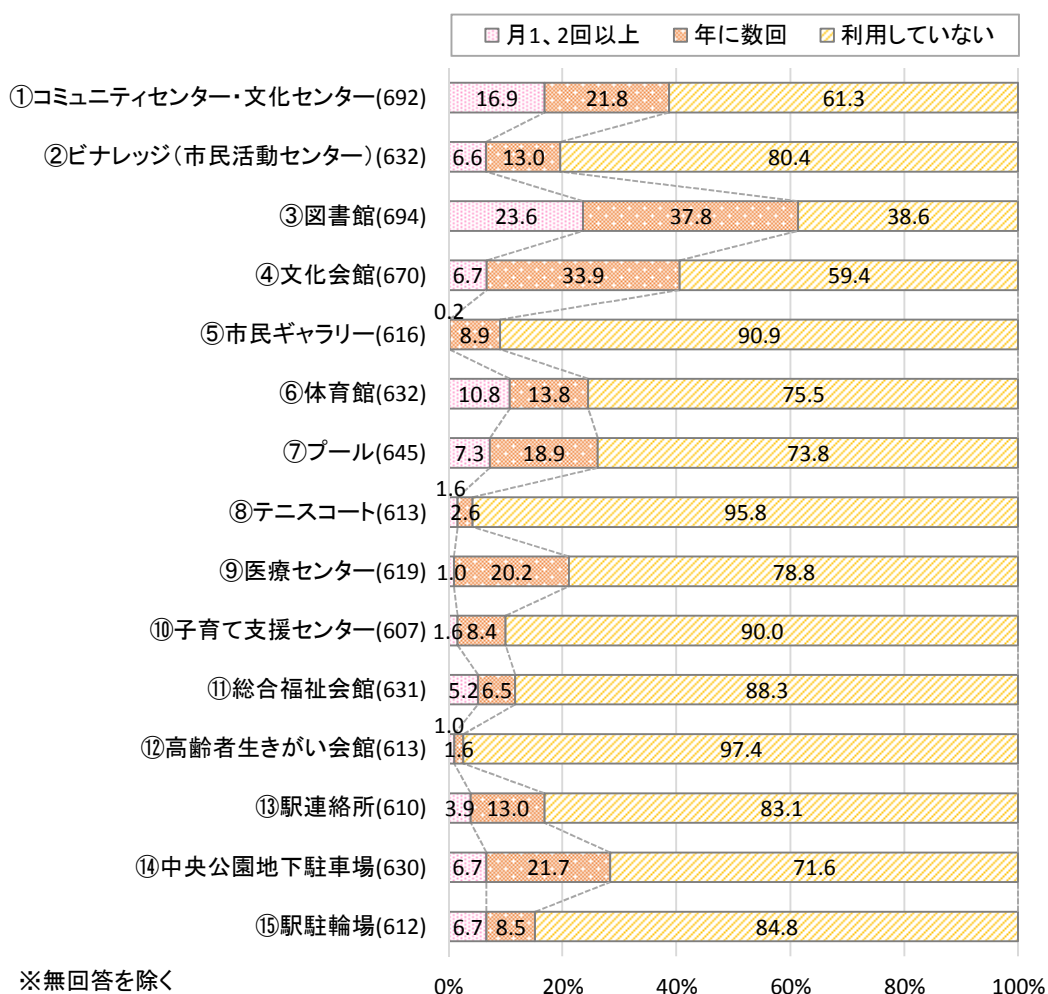 月1、2回以上 年に数回 利用していない
①コミュニティセンター・文化センター(692) 16.9 21.8 61.3
②ビナレッジ(市民活動センター)(632) 6.6 13.0 80.4
③図書館(694) 23.6 37.8 38.6
④文化会館(670) 6.7 33.9 59.4
⑤市民ギャラリー(616) 0.2 8.9 90.9
⑥体育館(632) 10.8 13.8 75.5
⑦プール(645) 7.3 18.9 73.8
⑧テニスコート(613) 1.6 2.6 95.8
⑨医療センター(619) 1.0 20.2 78.8
⑩子育て支援センター(607) 1.6 8.4 90.0
⑪総合福祉会館(631) 5.2 6.5 88.3
⑫高齢者生きがい会館(613) 1.0 1.6 97.4
⑬駅連絡所(610) 3.9 13.0 83.1
⑭中央公園地下駐車場(630) 6.7 21.7 71.6
⑮駅駐輪場(612) 6.7 8.5 84.8
※無回答を除く 0% 20% 40% 60% 80% 100%